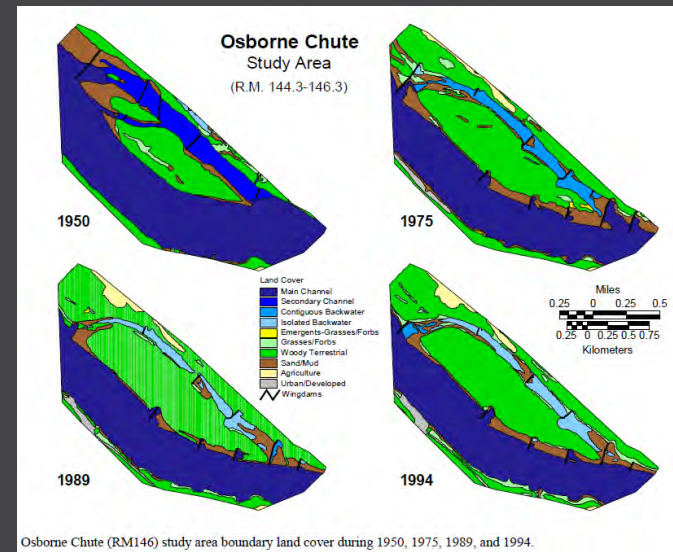 Osborne Chute
Study Area
(R.M. 144.3-146.3)
1950
1975
Land Cover
Main Channel
Secondary Channel
Contiguous Backwater
Isolated Backwater
Emergents-Grasses/Forbs
Grasses/Forbs
Woody Terrestrial
Sand/Mud
Agriculture
Urban/Developed
Wingdams
Miles
0.25 0 0.25 0.5
0.25 0 0.25 0.5 0.75
Kilometers
1989
1994
Osborne Chute (RM146) study area boundary land cover during 1950, 1975, 1989, and 1994.